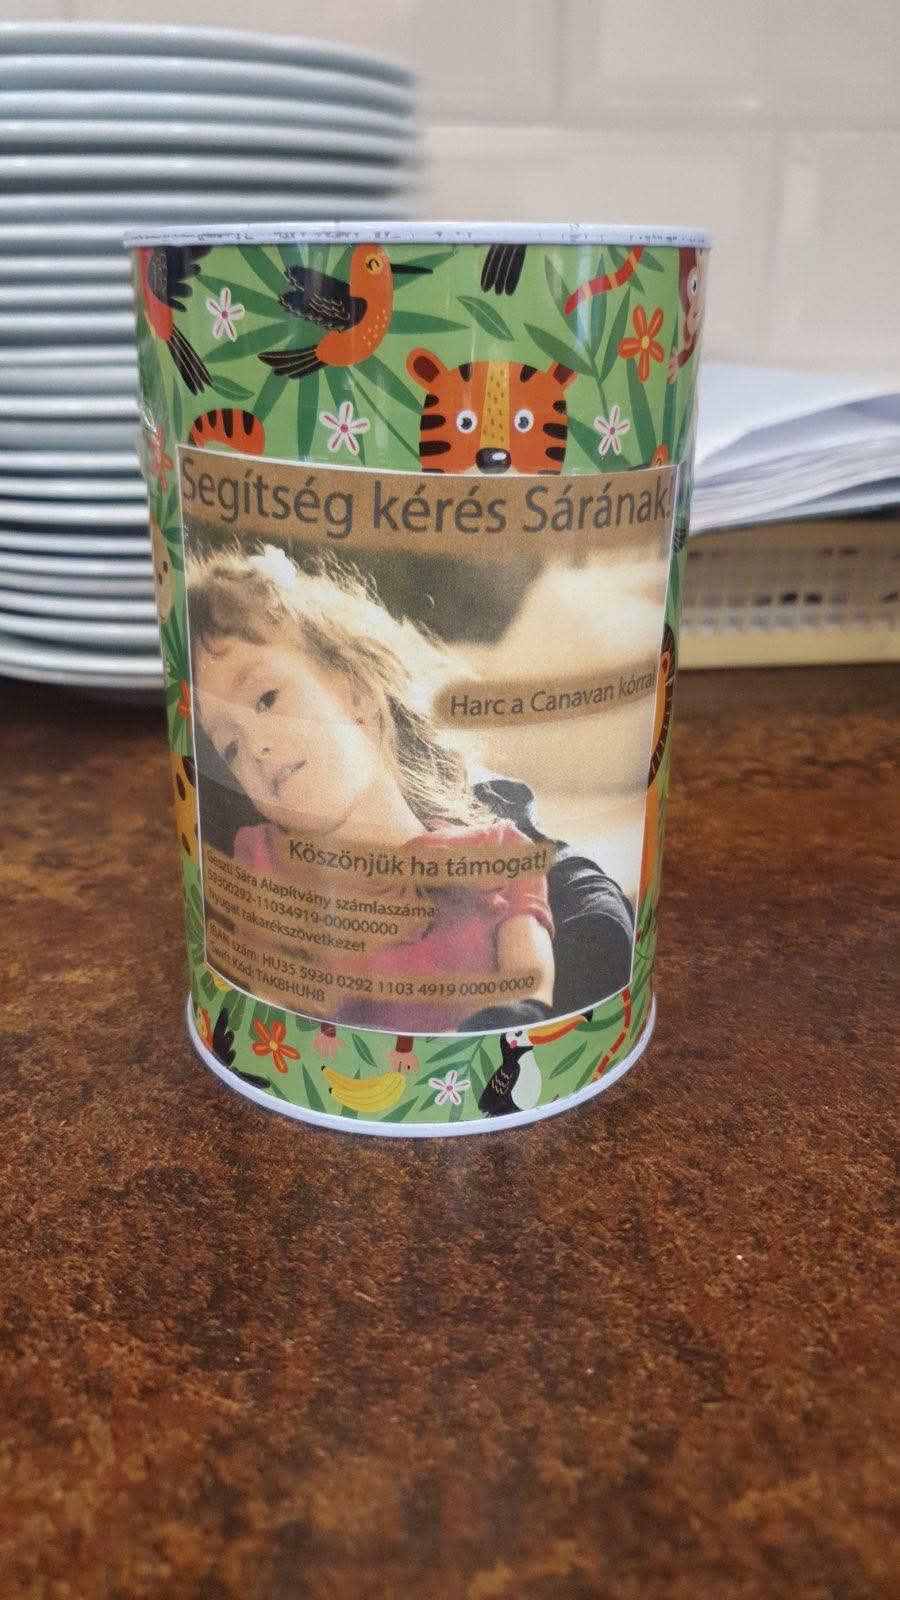 Segítség kérés Sárának!
Harc a Canavan kórral
Köszönjük ha támogat!
Sára Alapítvány számlaszáma:
59300292-11034919-00000000
Nyugat takarékszövetkezet
IBAN szám: HU35 5930 0292 1103 4919 0000 0000
Swift Kód: TAKBHUHB